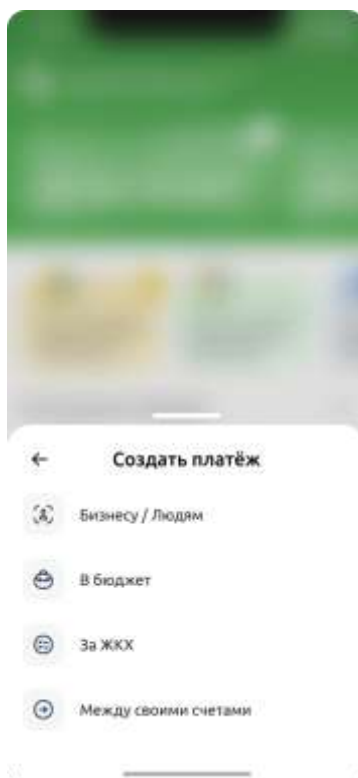 Создать платёж
Бизнесу / Людям
В бюджет
За ЖКХ
Между своими счетами